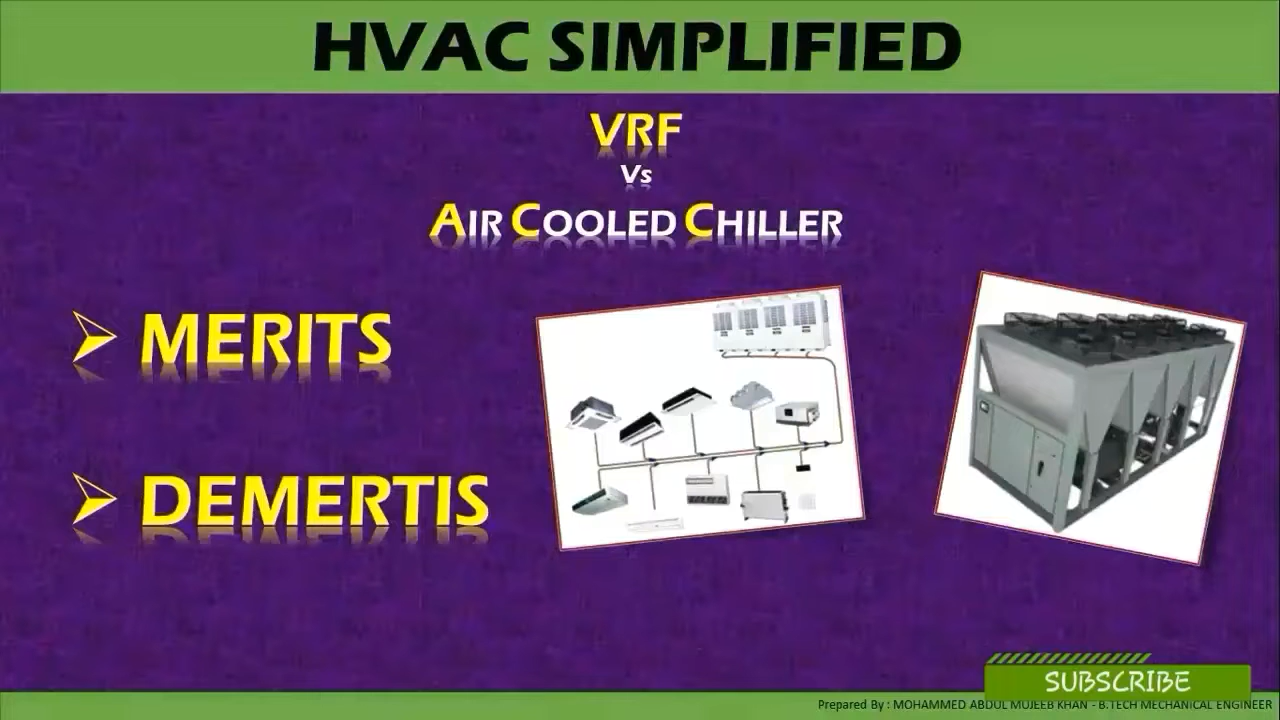 HVAC SIMPLIFIED
VRF
Vs
AIR COOLED CHILLER
MERITS
DEMERTIS
SUBSCRIBE
Prepared By : MOHAMMED ABDUL MUJEEB KHAN - B.TECH MECHANICAL ENGINEER